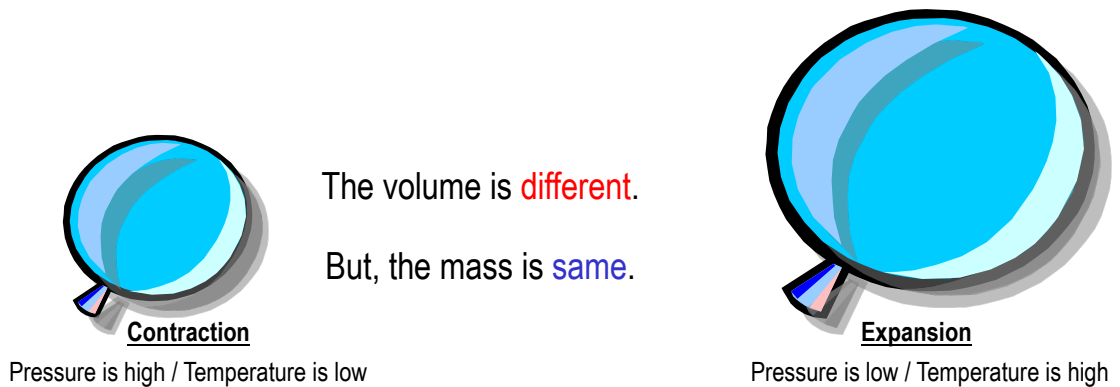 The volume is different.
But, the mass is same.
Contraction
Pressure is high / Temperature is low
Expansion
Pressure is low / Temperature is high